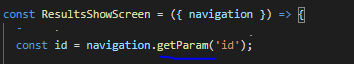 const ResultsShowScreen = ({ navigation }) => {
const id = navigation.getParam('id');